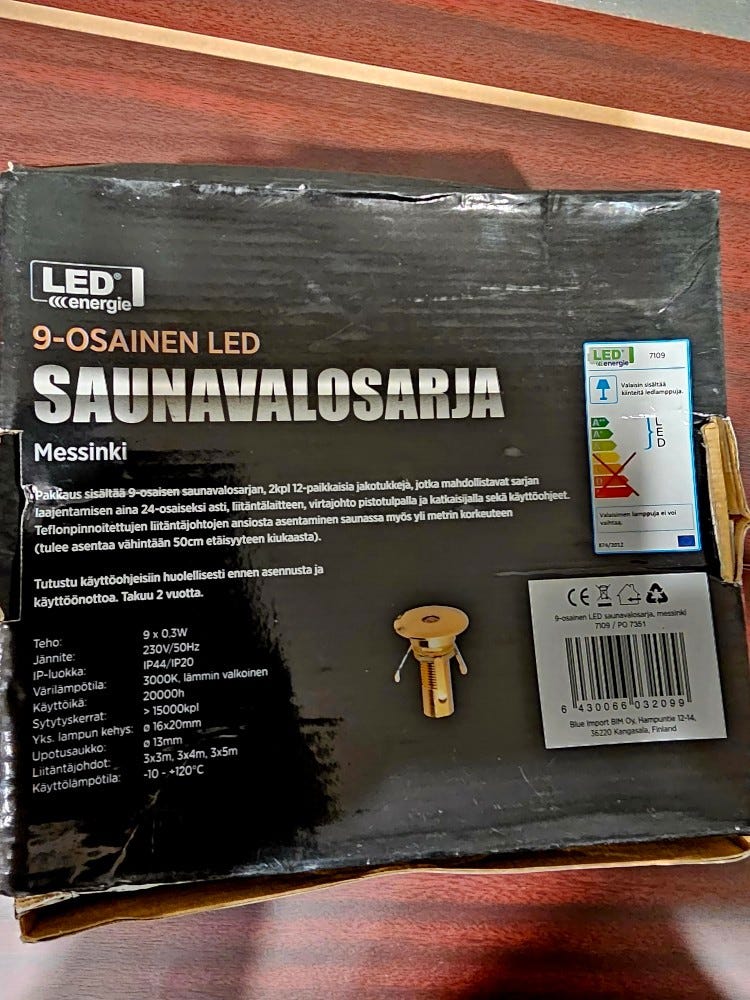 LED®
energie
9-OSAINEN LED
SAUNAVALOSARJA
Messinki
Pakkaus sisältää 9-osaisen saunavalosarjan, 2kpl 12-paikkaisia jakotukkeja, jotka mahdollistavat sarjan
laajentamisen aina 24-osaiseksi asti, liitäntälaitteen, virtajohto pistotulpalla ja katkaisijalla sekä käyttöohjeet.
Teflonpinnoitettujen liitäntäjohtojen ansiosta asentaminen saunassa myös yli metrin korkeuteen
(tulee asentaa vähintään 50cm etäisyyteen kiukaasta).
Tutustu käyttöohjeisiin huolellisesti ennen asennusta ja
käyttöönottoa. Takuu 2 vuotta.
Teho: 9 x 0.3W
Jännite: 230V/50Hz
IP-luokka: IP44/IP20
Värilämpötila: 3000K, lämmin valkoinen
Käyttöikä: 20000h
Sytytyskerrat: > 15000kpl
Yks. lampun kehys: ø 16x20mm
Upotusaukko: ø 13mm
Liitäntäjohdot: 3x3m, 3x4m, 3x5m
Käyttölämpötila: -10 - +120°C
LED energie 7109
Valaisin sisältää
kiinteitä ledlamppuja.
A++
A+
A
L
E
D
Valaisimen lamppuja ei voi
vaihtaa.
874/2012
CE
9-osainen LED saunavalosarja, messinki
7109 / PO 7351
6 430066 032099
Blue Import BIM Oy, Hampuntie 12-14,
36220 Kangasala, Finland